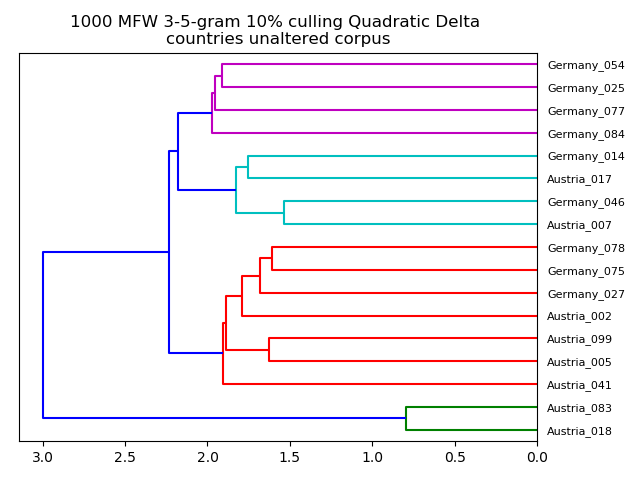 1000 MFW 3-5-gram 10% culling Quadratic Delta
countries unaltered corpus
Germany_054
Germany_025
Germany_077
Germany_084
Germany_014
Austria_017
Germany_046
Austria_007
Germany_078
Germany_075
Germany_027
Austria_002
Austria_099
Austria_005
Austria_041
Austria_083
Austria_018
3.0 2.5 2.0 1.5 1.0 0.5 0.0